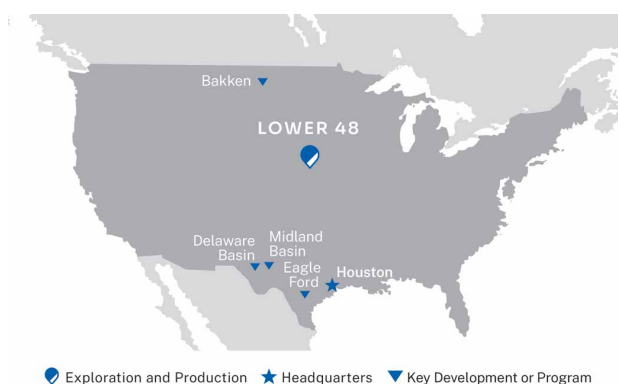 Bakken
LOWER 48
Delaware
Basin
Midland
Basin
Eagle
Ford
Houston
Exploration and Production
Headquarters
Key Development or Program